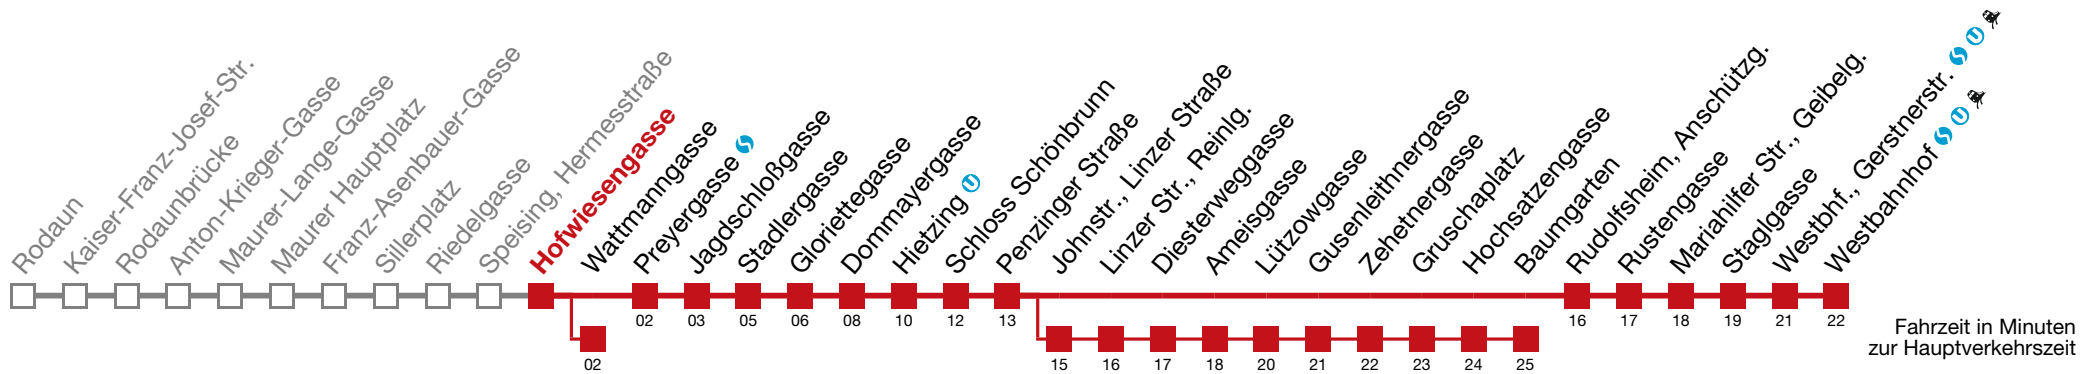 Rodaun
Kaiser-Franz-Josef-Str.
Rodaunbrücke
Anton-Krieger-Gasse
Maurer-Lange-Gasse
Maurer Hauptplatz
Franz-Asenbauer-Gasse
Sillerplatz
Riedelgasse
Speising, Hermesstraße
Hofwiesengasse
Wattmanngasse
Preyergasse
Jagdschloßgasse
Stadlergasse
Gloriettegasse
Dommayergasse
Hietzing U
Schloss Schönbrunn
Penzinger Straße
Johnstr., Linzer Straße
Linzer Str., Reinlg.
Diesterweggasse
Ameisgasse
Lützowgasse
Gusenleithnergasse
Zehetnergasse
Gruschaplatz
Hochsatzengasse
Baumgarten
Rudolfsheim, Anschützg.
Rustengasse
Mariahilfer Str., Geibelg.
Staglgasse
Westbhf., Gerstnerstr. U
Westbahnhof U
02 03 05 06 08 10 12 13 16 17 18 19 21 22
02 15 16 17 18 20 21 22 23 24 25
Fahrzeit in Minuten
zur Hauptverkehrszeit